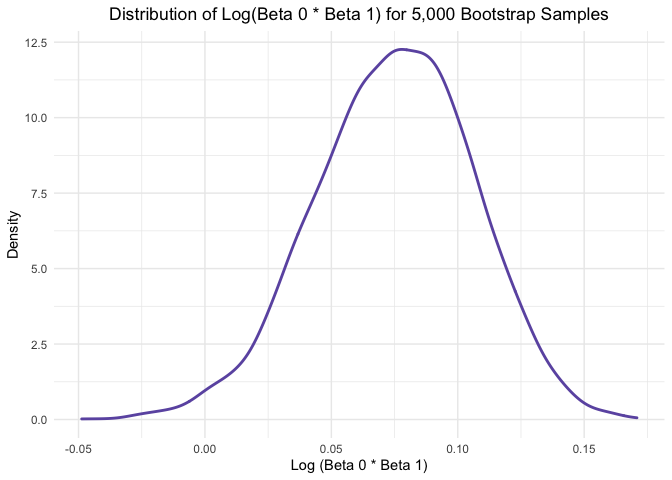 Distribution of Log(Beta 0 * Beta 1) for 5,000 Bootstrap Samples
12.5
10.0
7.5
5.0
2.5
0.0
Density
-0.05 0.00 0.05 0.10 0.15
Log (Beta 0 * Beta 1)